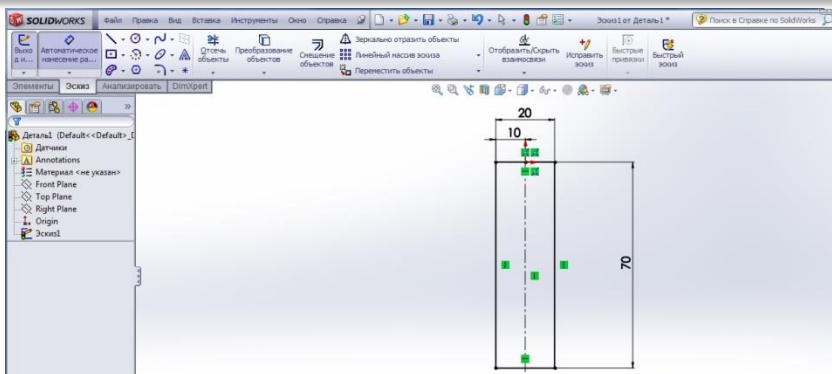 SOLIDWORKS Файл Правка Вид Вставка Инструменты Окно Справка Эскиз1 от Деталь1 * Поиск в Справке по SolidWorks
Автоматическое нанесение ра...
Отсечь объекты
Преобразование объектов
Смещение объектов
Зеркально отразить объекты
Линейный массив эскиза
Переместить объекты
Отобразить/Скрыть взаимосвязи
Исправить эскиз
Быстрые привязки
Быстрый эскиз
Элементы Эскиз Анализировать DimXpert
Деталь1 (Default<<Default>_D
Датчики
Annotations
Материал <не указан>
Front Plane
Top Plane
Right Plane
Origin
Эскиз1
20
10
70